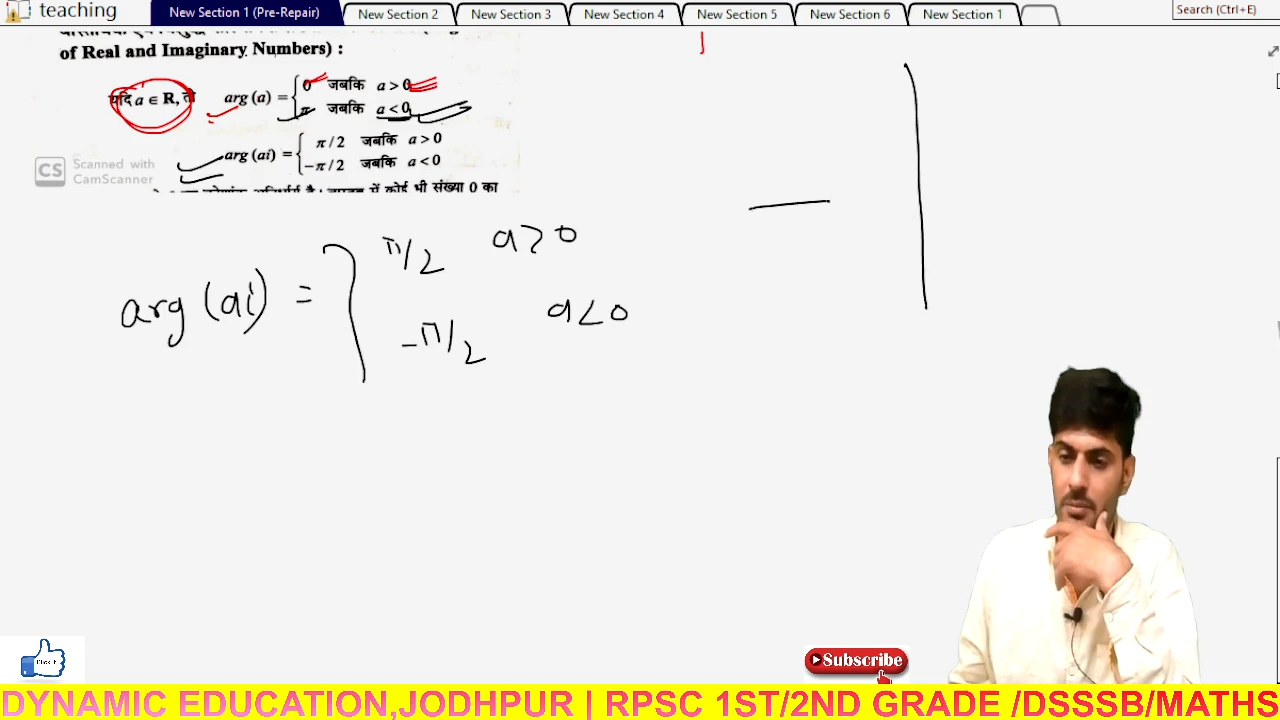 teaching
New Section 1 (Pre-Repair)
New Section 2
New Section 3
New Section 4
New Section 5
New Section 6
New Section 1
Search (Ctrl+E)
of Real and Imaginary Numbers) :
यदि a ∈ R, तो arg (a) = { 0 जबकि a > 0
π जबकि a < 0
arg (ai) = { π/2 जबकि a > 0
−π/2 जबकि a < 0
CS Scanned with
CamScanner
में कोई भी संख्या 0 का
arg (ai) = { π/2 a > 0
−π/2 a < 0
Subscribe
DYNAMIC EDUCATION,JODHPUR | RPSC 1ST/2ND GRADE /DSSSB/MATHS